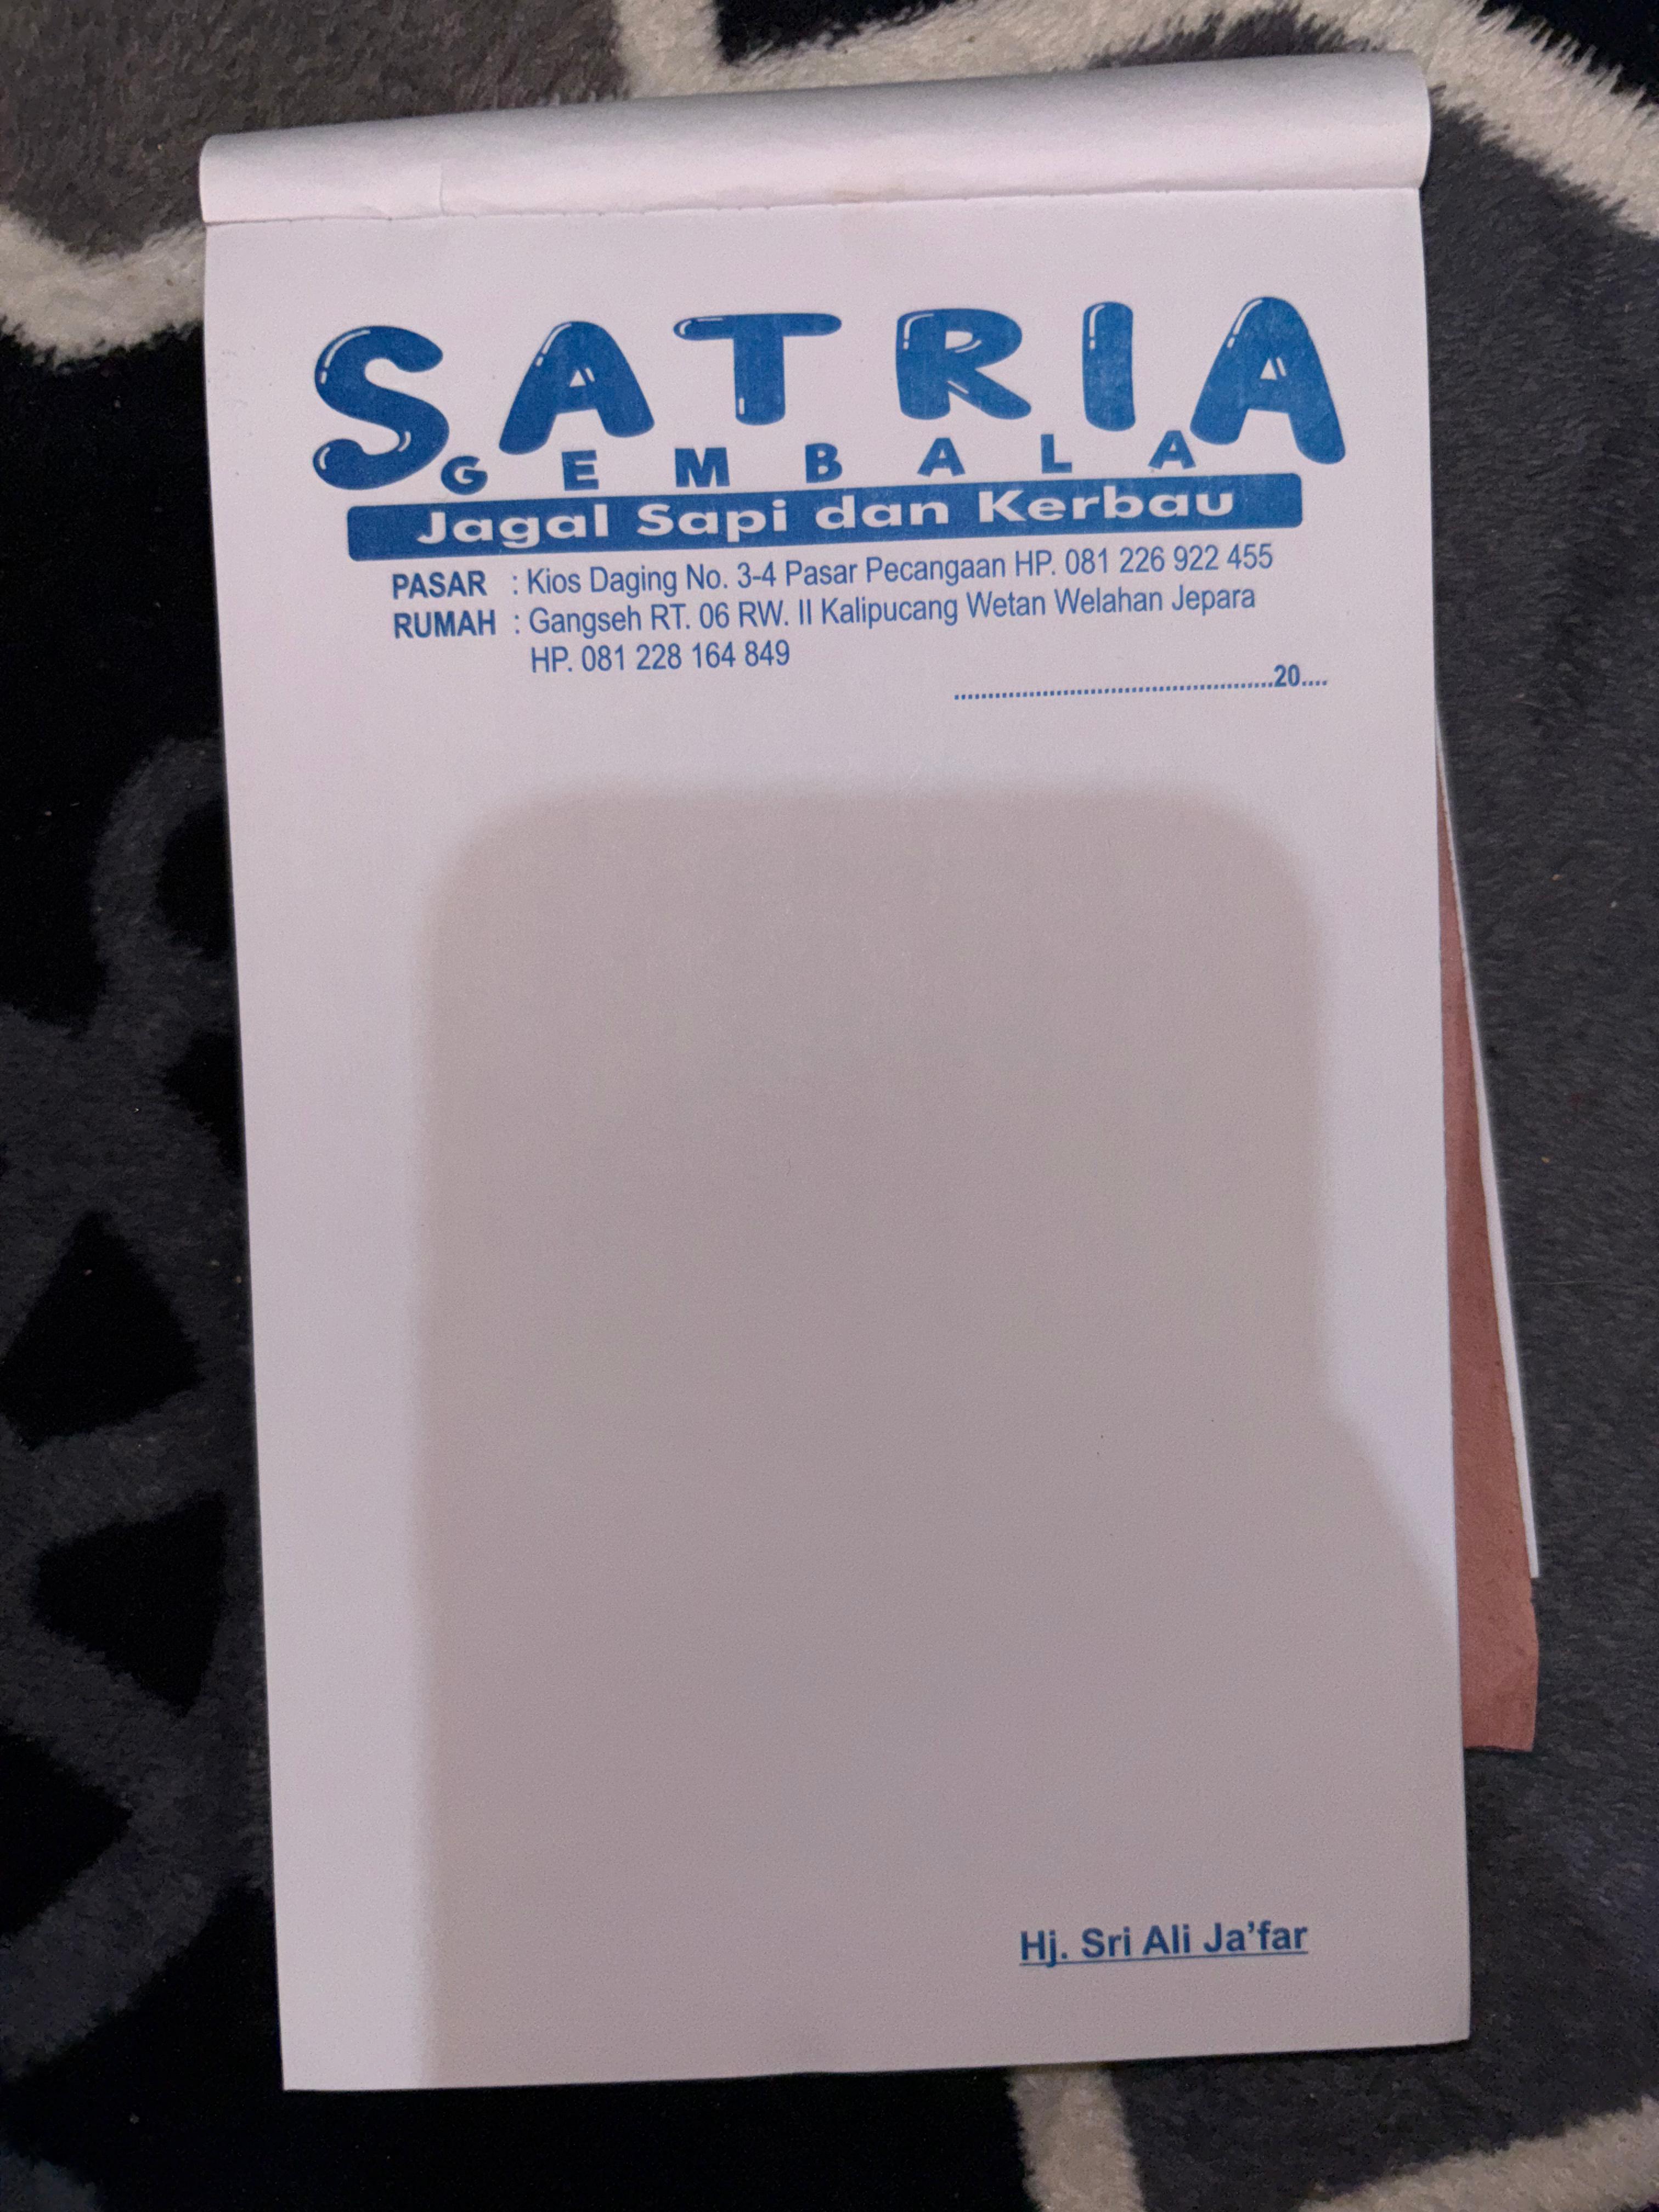 SATRIA
GEMBALA
Jagal Sapi dan Kerbau
PASAR : Kios Daging No. 3-4 Pasar Pecangaan HP. 081 226 922 455
RUMAH : Gangseh RT. 06 RW. II Kalipucang Wetan Welahan Jepara
HP. 081 228 164 849
................................................20....
Hj. Sri Ali Ja’far